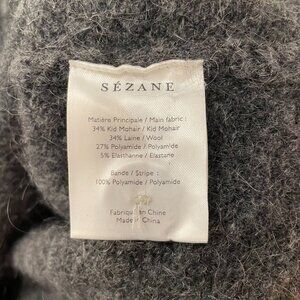 SÉZANE
Matière Principale / Main fabric :
34% Kid Mohair / Kid Mohair
34% Laine / Wool
27% Polyamide / Polyamide
5% Elasthanne / Elastane
Bande / Stripe :
100% Polyamide / Polyamide
Fabriqué en Chine
Made in China